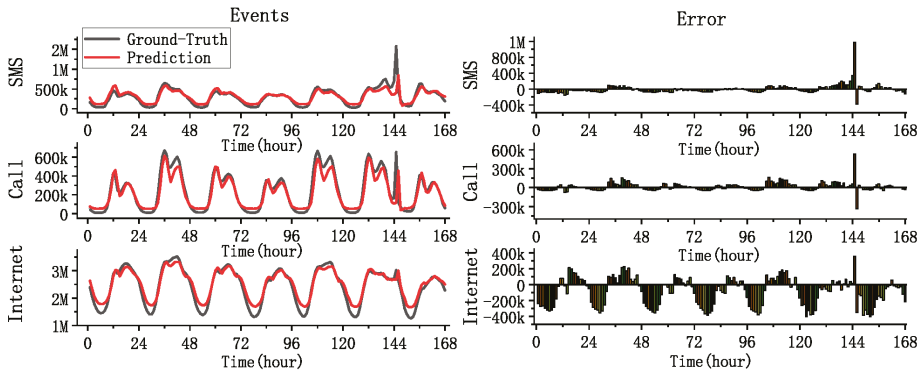 Events
Ground-Truth
Prediction
SMS
2M
1M
500k
0
0 24 48 72 96 120 144 168
Time(hour)
Call
600k
400k
200k
0
0 24 48 72 96 120 144 168
Time(hour)
Internet
3M
2M
1M
0 24 48 72 96 120 144 168
Time(hour)
Error
SMS
1M
800k
400k
0
-400k
0 24 48 72 96 120 144 168
Time(hour)
Call
600k
300k
0
-300k
0 24 48 72 96 120 144 168
Time(hour)
Internet
400k
200k
0
-200k
-400k
0 24 48 72 96 120 144 168
Time(hour)